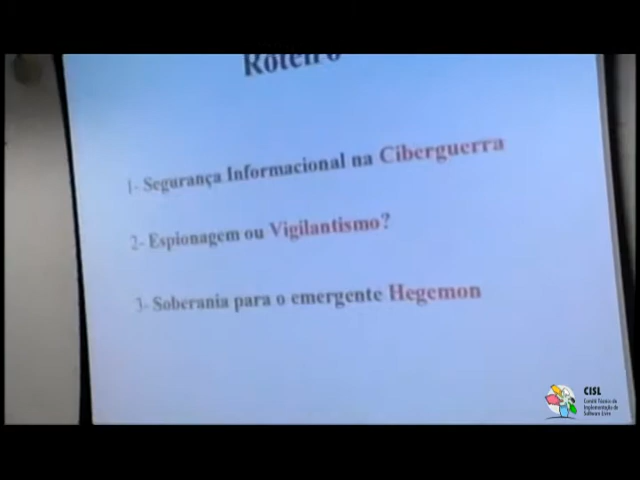 Roteiro
1- Segurança Informacional na Ciberguerra
2- Espionagem ou Vigilantismo?
3- Soberania para o emergente Hegemon
CISL
Comitê Técnico de
Implementação de
Software Livre